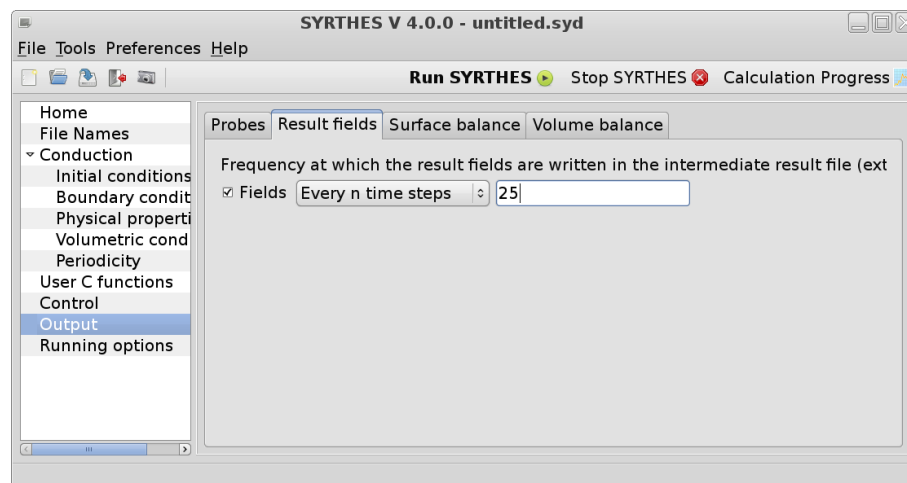 SYRTHES V 4.0.0 - untitled.syd
File Tools Preferences Help
Run SYRTHES Stop SYRTHES Calculation Progress
Home
File Names
Conduction
Initial conditions
Boundary condit
Physical properti
Volumetric cond
Periodicity
User C functions
Control
Output
Running options
Probes Result fields Surface balance Volume balance
Frequency at which the result fields are written in the intermediate result file (ext
Fields Every n time steps 25